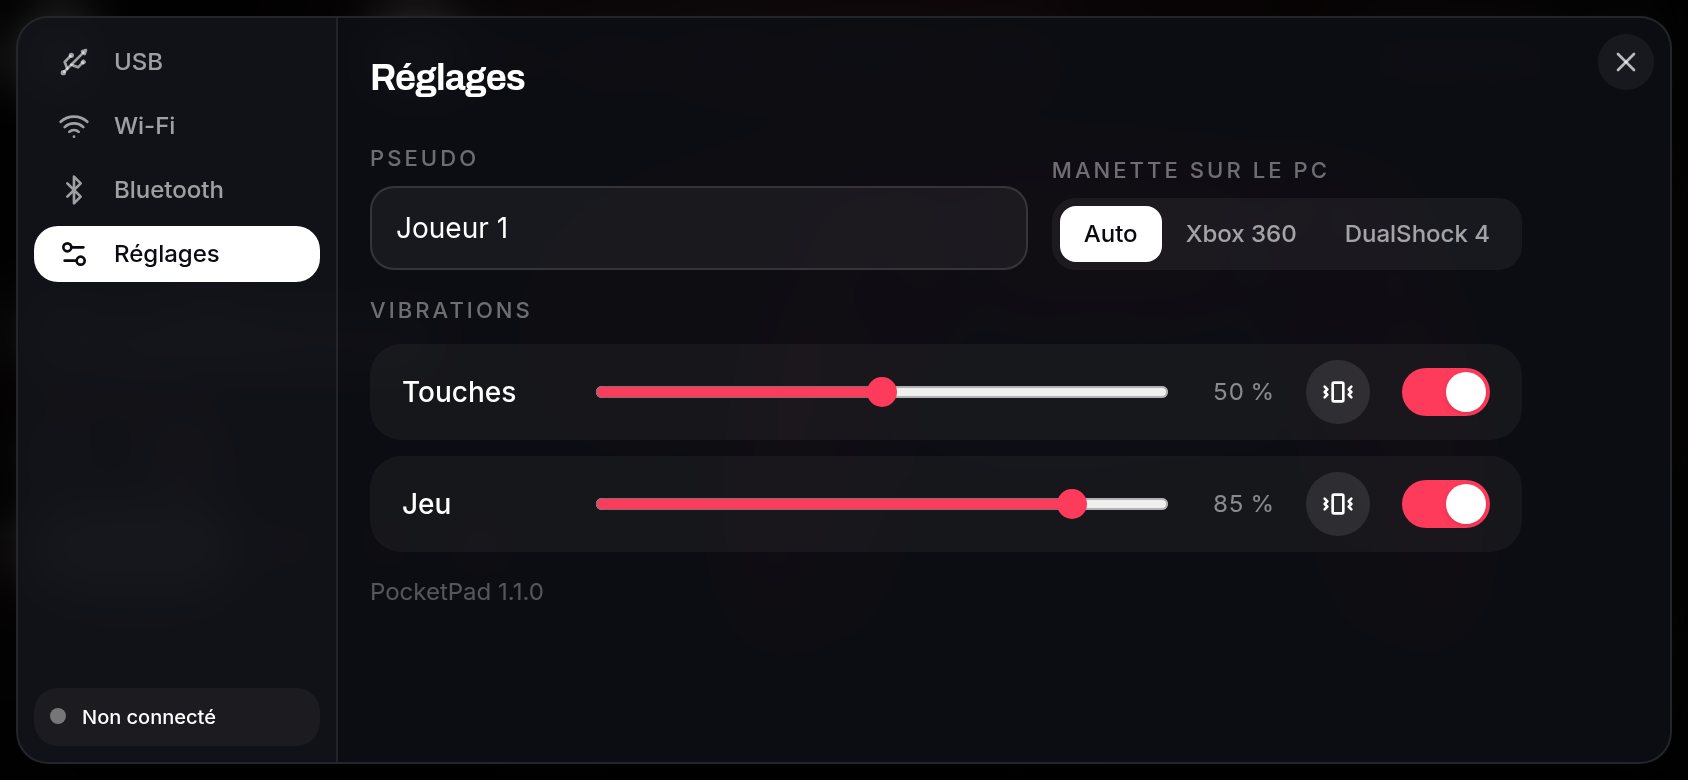 USB
Wi-Fi
Bluetooth
Réglages
Non connecté
Réglages
PSEUDO
Joueur 1
MANETTE SUR LE PC
Auto Xbox 360 DualShock 4
VIBRATIONS
Touches 50 %
Jeu 85 %
PocketPad 1.1.0